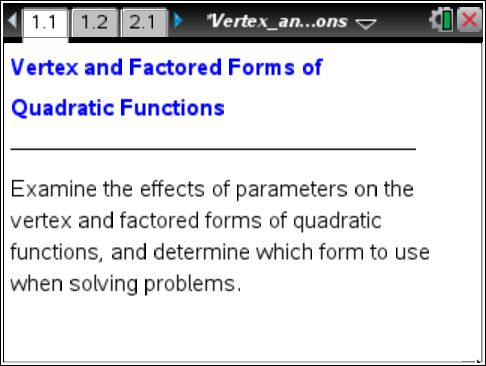 1.1 1.2 2.1 *Vertex_an...ons
Vertex and Factored Forms of
Quadratic Functions
Examine the effects of parameters on the
vertex and factored forms of quadratic
functions, and determine which form to use
when solving problems.